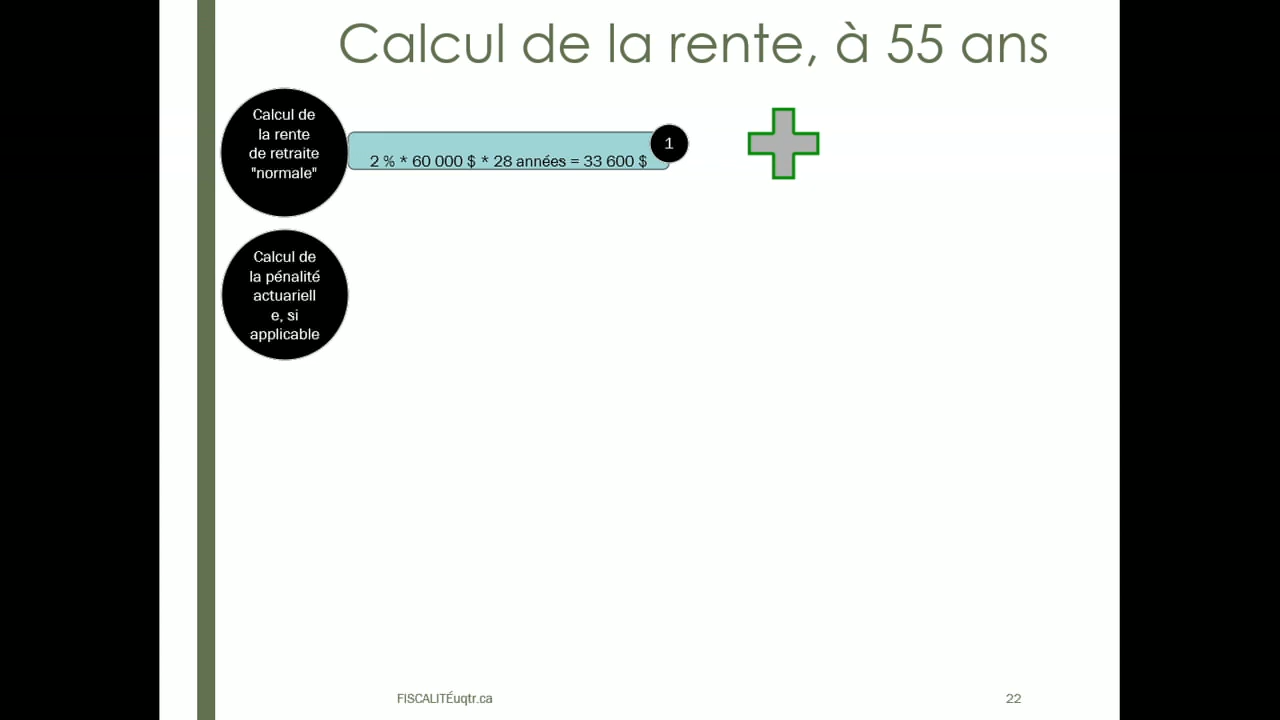 Calcul de la rente, à 55 ans
Calcul de
la rente
de retraite
"normale"
2 % * 60 000 $ * 28 années = 33 600 $
1
Calcul de
la pénalité
actuariell
e, si
applicable
FISCALITÉuqtr.ca
22